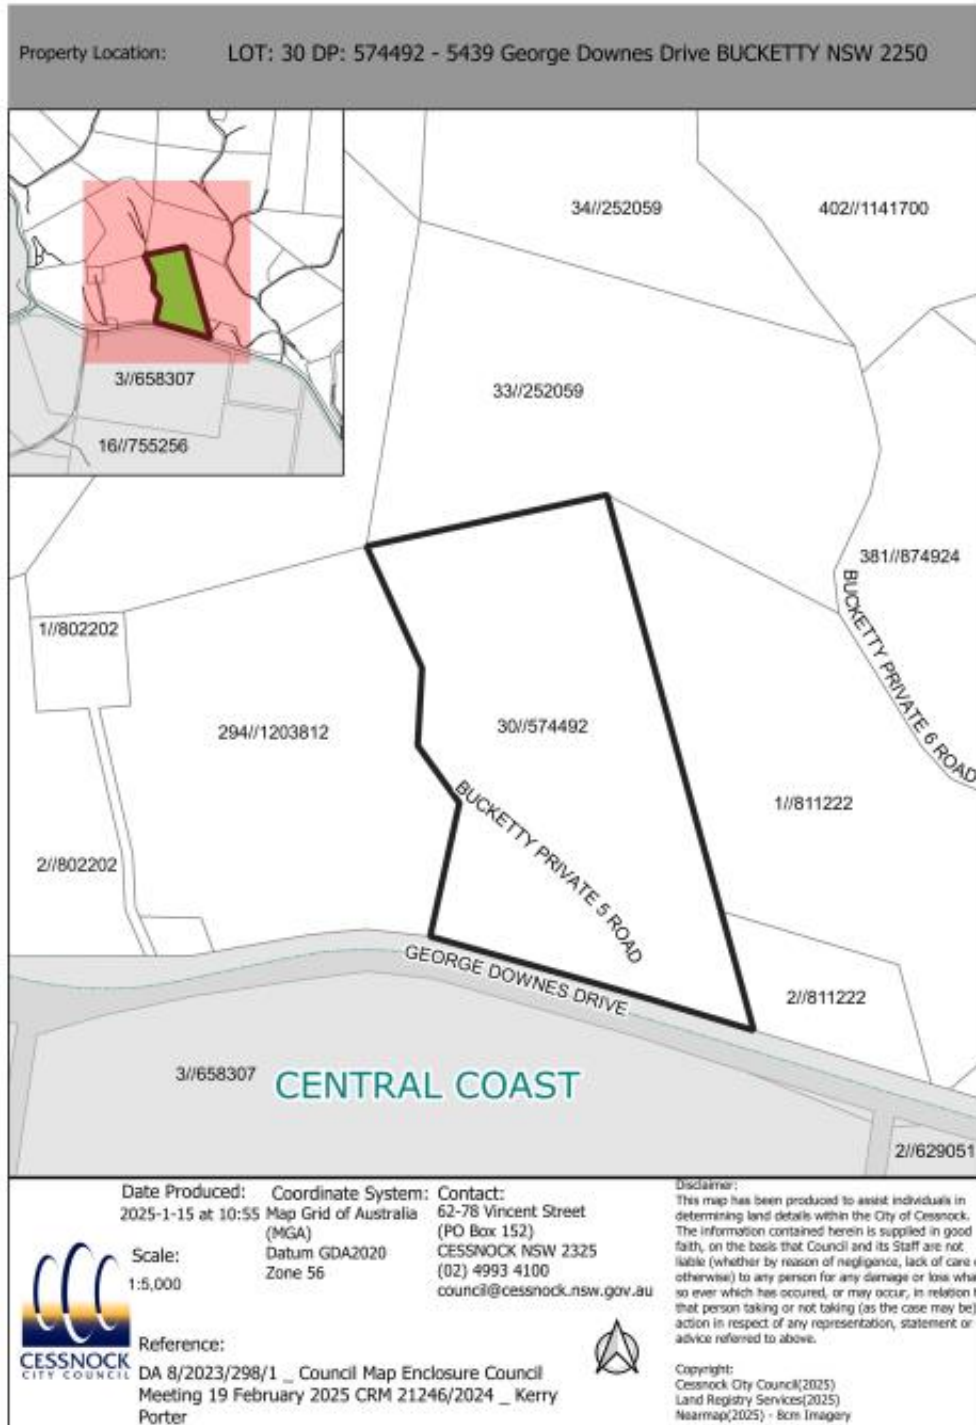 Property Location: LOT: 30 DP: 574492 - 5439 George Downes Drive BUCKETTY NSW 2250
3//658307
16//755256
34//252059
402//1141700
33//252059
381//874924
BUCKETTY PRIVATE 6 ROAD
1//802202
294//1203812
30//574492
1//811222
BUCKETTY PRIVATE 5 ROAD
2//802202
GEORGE DOWNES DRIVE
2//811222
3//658307
CENTRAL COAST
2//629051
Date Produced:
2025-1-15 at 10:55
Scale:
1:5,000
Coordinate System:
Map Grid of Australia
(MGA)
Datum GDA2020
Zone 56
Contact:
62-78 Vincent Street
(PO Box 152)
CESSNOCK NSW 2325
(02) 4993 4100
council@cessnock.nsw.gov.au
CESSNOCK
CITY COUNCIL
Reference:
DA 8/2023/298/1 _ Council Map Enclosure Council
Meeting 19 February 2025 CRM 21246/2024 _ Kerry
Porter
Disclaimer:
This map has been produced to assist individuals in
determining land details within the City of Cessnock.
The information contained herein is supplied in good
faith, on the basis that Council and its Staff are not
liable (whether by reason of negligence, lack of care
otherwise) to any person for any damage or loss
so ever which has occured, or may occur, in relation
that person taking or not taking (as the case may be)
action in respect of any representation, statement or
advice referred to above.
Copyright:
Cessnock City Council(2025)
Land Registry Services(2025)
Nearmap(2025) - 8cm Imagery